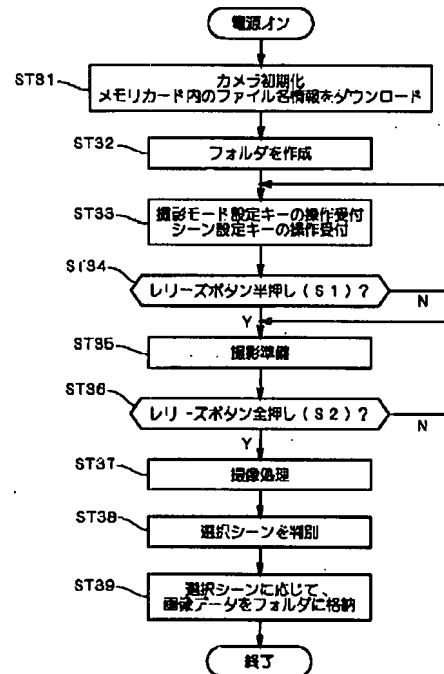 電源オン
ST31
カメラ初期化
メモリカード内のファイル名情報をダウンロード
ST32
フォルダを作成
ST33
撮影モード設定キーの操作受付
シーン設定キーの操作受付
ST34
レリーズボタン半押し(S1)?
N
Y
ST35
撮影準備
ST36
レリーズボタン全押し(S2)?
N
Y
ST37
撮像処理
ST38
選択シーンを判別
ST39
選択シーンに応じて、
画像データをフォルダに格納
終了